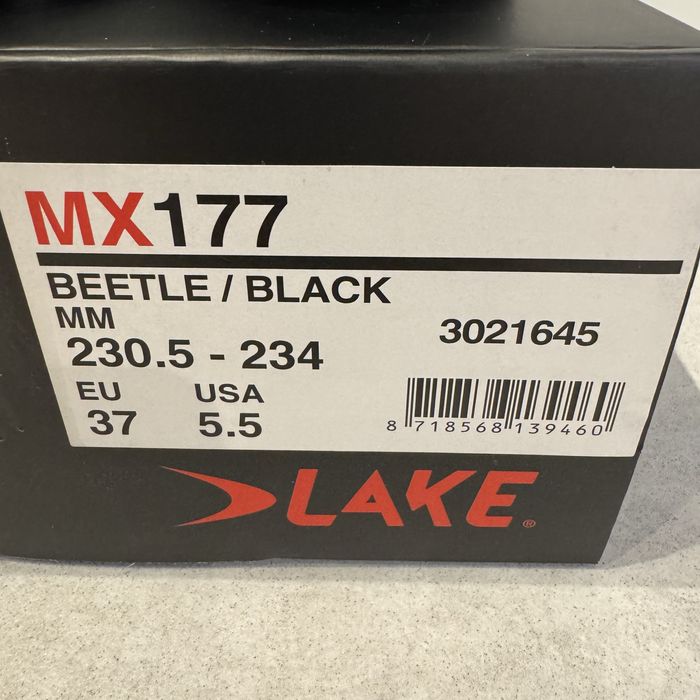 MX177
BEETLE / BLACK
MM
230.5 - 234
3021645
EU USA
37 5.5
8 718568 139460
LAKE®